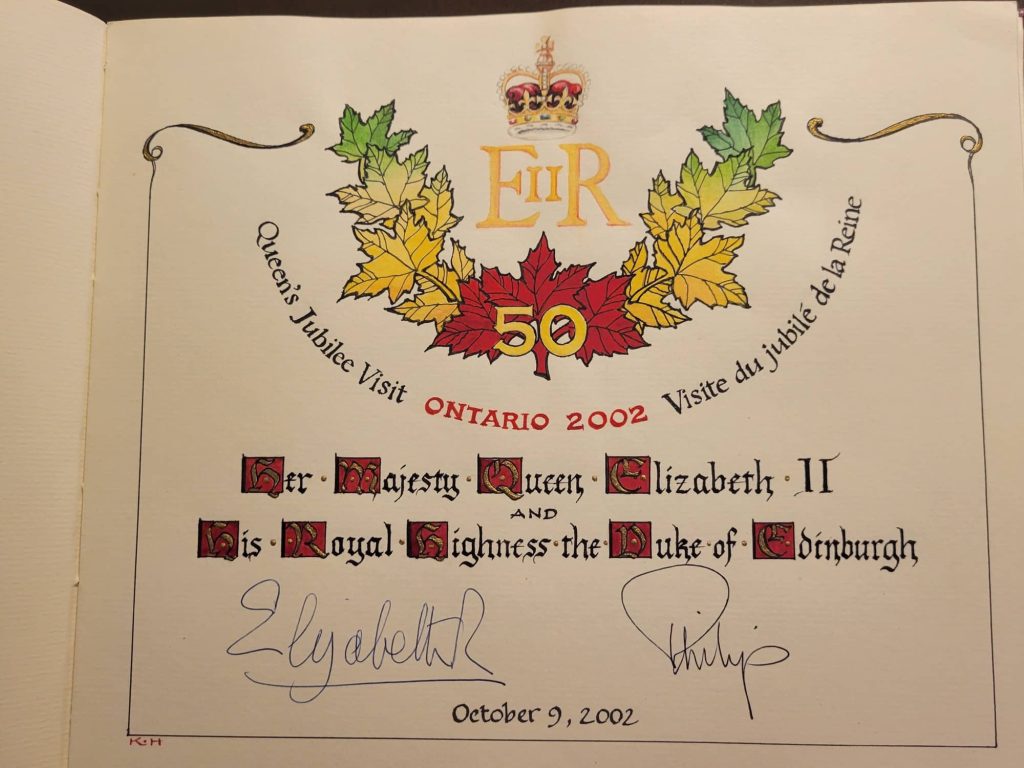 EIIR
50
Queen's Jubilee Visit
ONTARIO 2002
Visite du jubilé de la Reine
Her · Majesty · Queen · Elizabeth · II
AND
His · Royal · Highness · the · Duke · of · Edinburgh
Elizabeth R
Philip
October 9, 2002
K·H